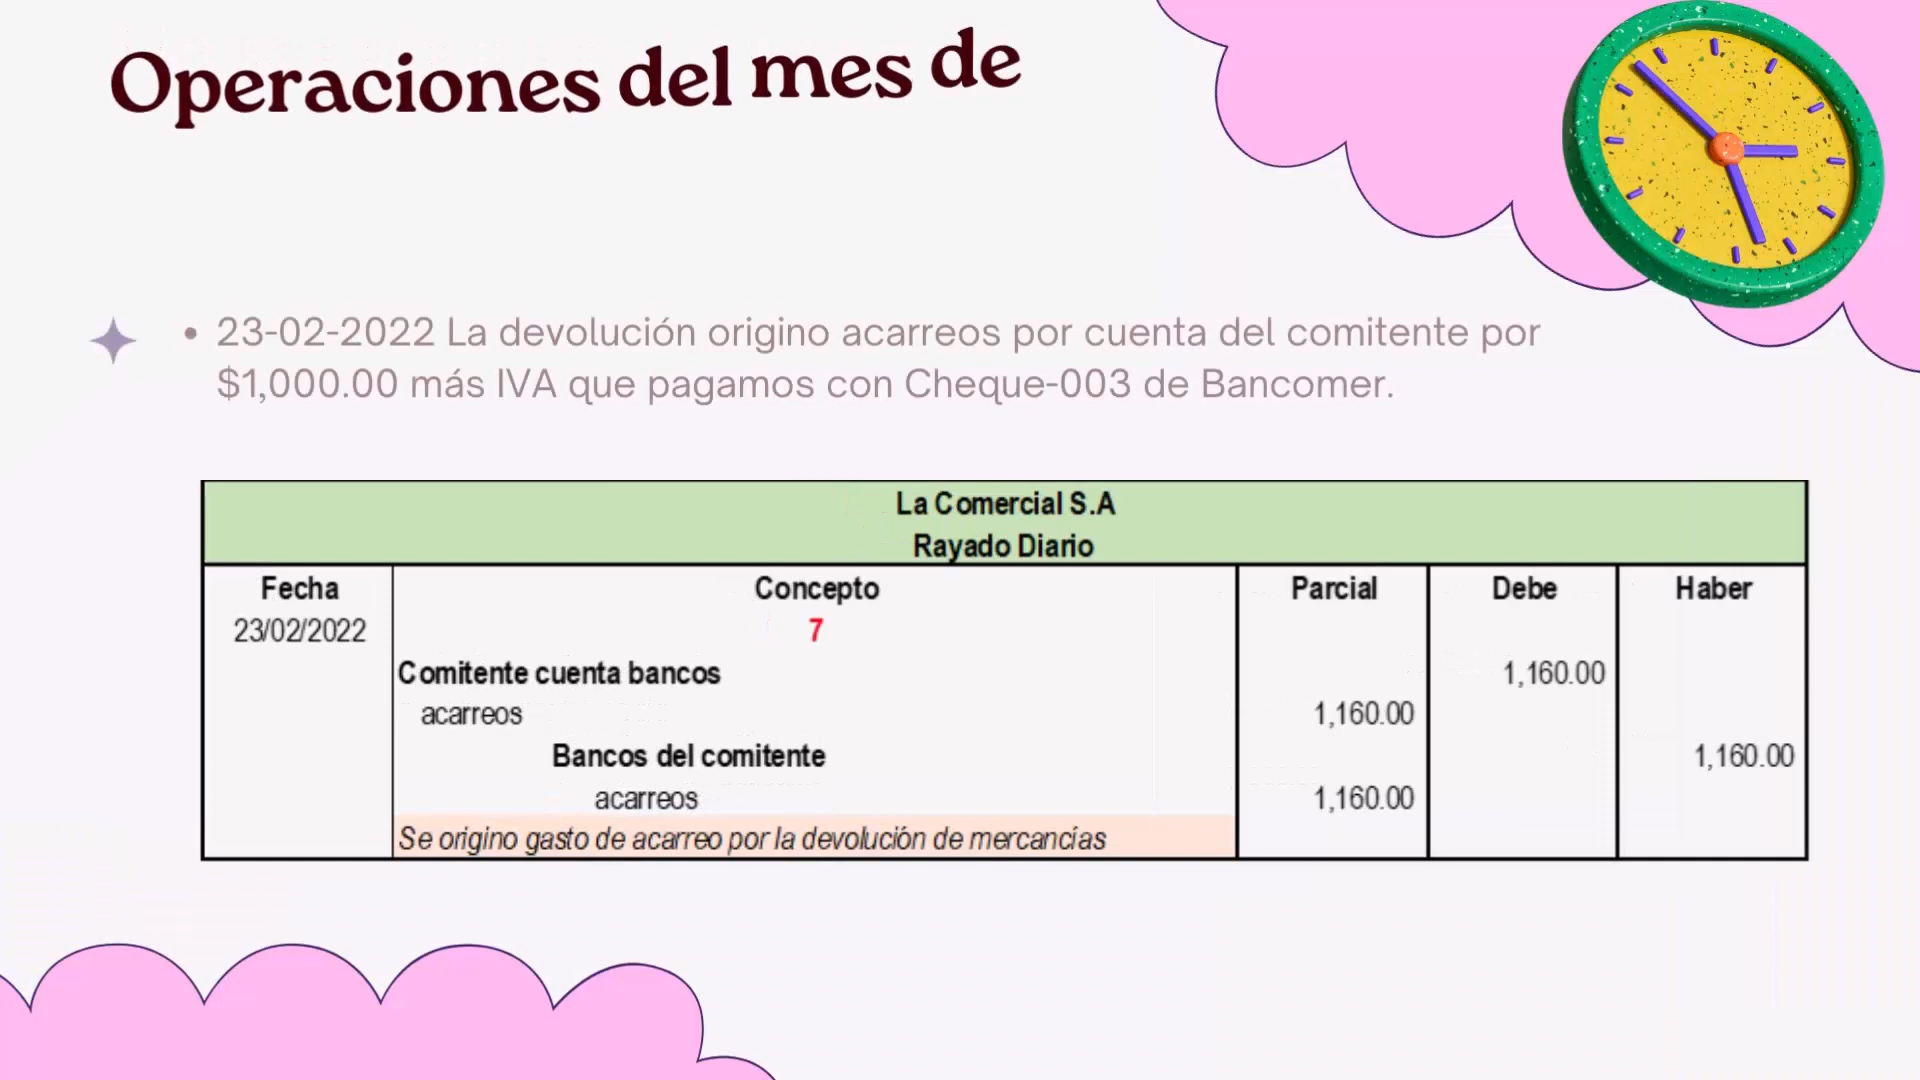 Operaciones del mes de
• 23-02-2022 La devolución origino acarreos por cuenta del comitente por
$1,000.00 más IVA que pagamos con Cheque-003 de Bancomer.
La Comercial S.A
Rayado Diario
Fecha Concepto Parcial Debe Haber
23/02/2022 7
Comitente cuenta bancos 1,160.00
acarreos 1,160.00
Bancos del comitente 1,160.00
acarreos 1,160.00
Se origino gasto de acarreo por la devolución de mercancías